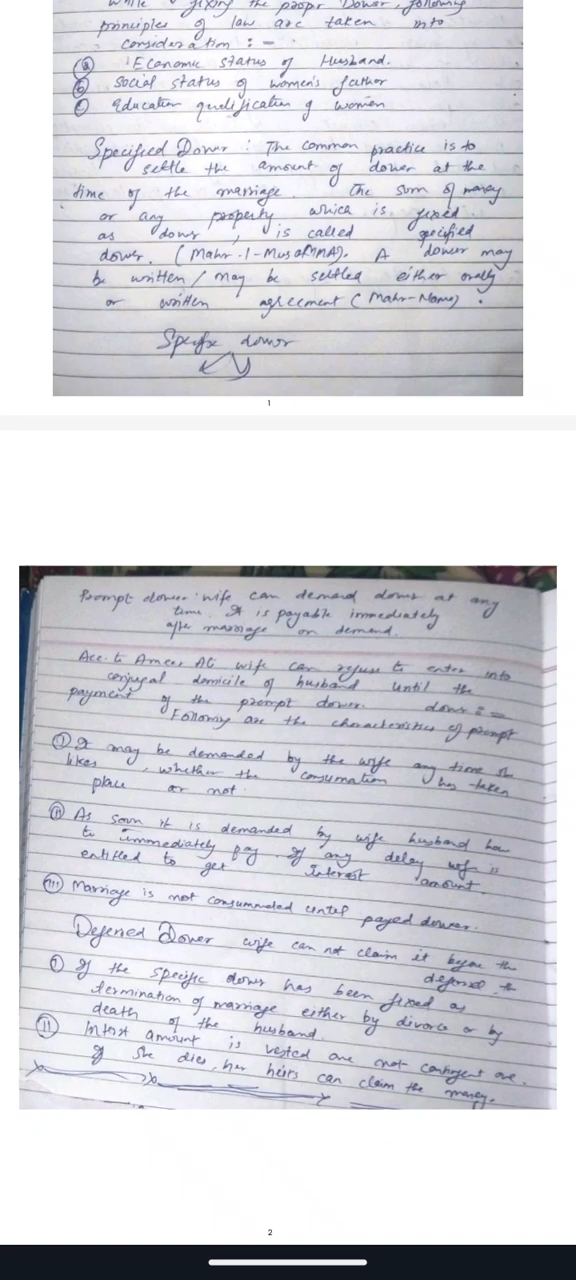 while fixing the proper Dower, following
principles of law are taken into
consideration : -
(a) Economic status of Husband.
(b) Social status of women's father
(c) Education qualification of women
Specified Dower : The common practice is to
settle the amount of dower at the
time of the marriage. The sum of money
or any property which is fixed
as dower, is called specified
dower. (Mahr-i-Musamma). A dower may
be written / may be settled either orally
or written agreement (Mahr-Nama).
Specific dower
1
Prompt dower : wife can demand dower at any
time. It is payable immediately
after marriage on demand.
Acc. to Ameer Ali wife can refuse to enter into
conjugal domicile of husband until the
payment of the prompt dower. dower : -
Following are the characteristics of prompt
(I) It may be demanded by the wife any time she
likes, whether the consumation has taken
place or not.
(II) As soon it is demanded by wife husband have
to immediately pay. If any delay wife is
entitled to get Interest amount.
(III) Marriage is not consummated until payed dower.
Deferred Dower wife can not claim it before the
(I) If the specific dower has been fixed as deferred. the
termination of marriage either by divorce or by
death of the husband.
(II) Interst amount is vested one not contingent one.
If she dies, her heirs can claim the money.
2